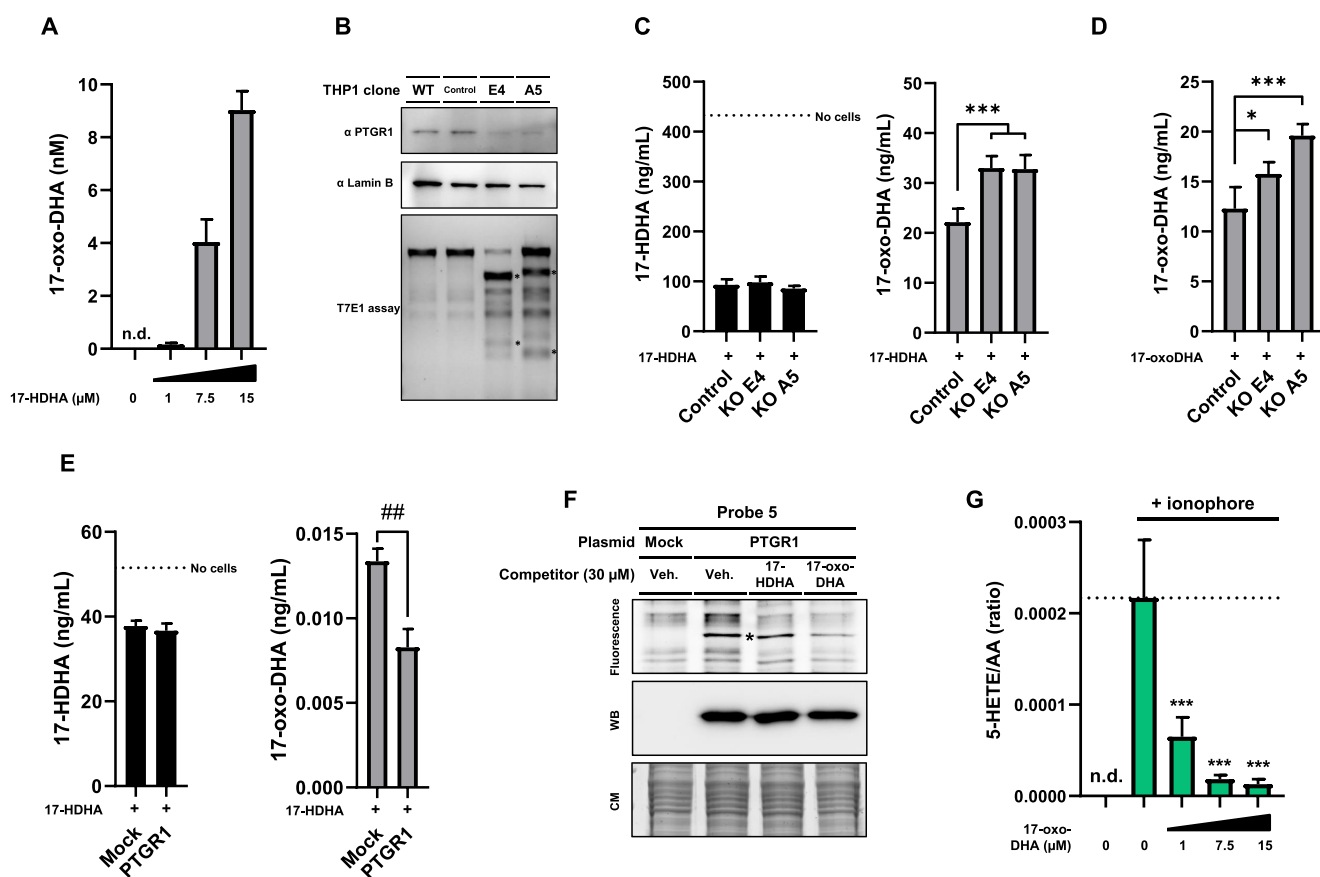 A
17-oxo-DHA (nM)
10
8
6
4
2
0
n.d.
17-HDHA (μM)
0 1 7.5 15
B
THP1 clone WT Control E4 A5
α PTGR1
α Lamin B
T7E1 assay
*
*
*
*
C
17-HDHA (ng/mL)
500
400
300
200
100
0
No cells
17-HDHA + + +
Control KO E4 KO A5
17-oxo-DHA (ng/mL)
50
40
30
20
10
0
***
17-HDHA + + +
Control KO E4 KO A5
D
17-oxo-DHA (ng/mL)
25
20
15
10
5
0
***
*
17-oxoDHA + + +
Control KO E4 KO A5
E
17-HDHA (ng/mL)
60
40
20
0
No cells
17-HDHA + +
Mock PTGR1
17-oxo-DHA (ng/mL)
0.015
0.010
0.005
0.000
##
17-HDHA + +
Mock PTGR1
F
Probe 5
Plasmid Mock PTGR1
Competitor (30 μM) Veh. Veh. 17-HDHA 17-oxo-DHA
Fluorescence
*
WB
CM
G
+ ionophore
5-HETE/AA (ratio)
0.0003
0.0002
0.0001
0.0000
n.d.
***
***
***
17-oxo-
DHA (μM) 0 0 1 7.5 15